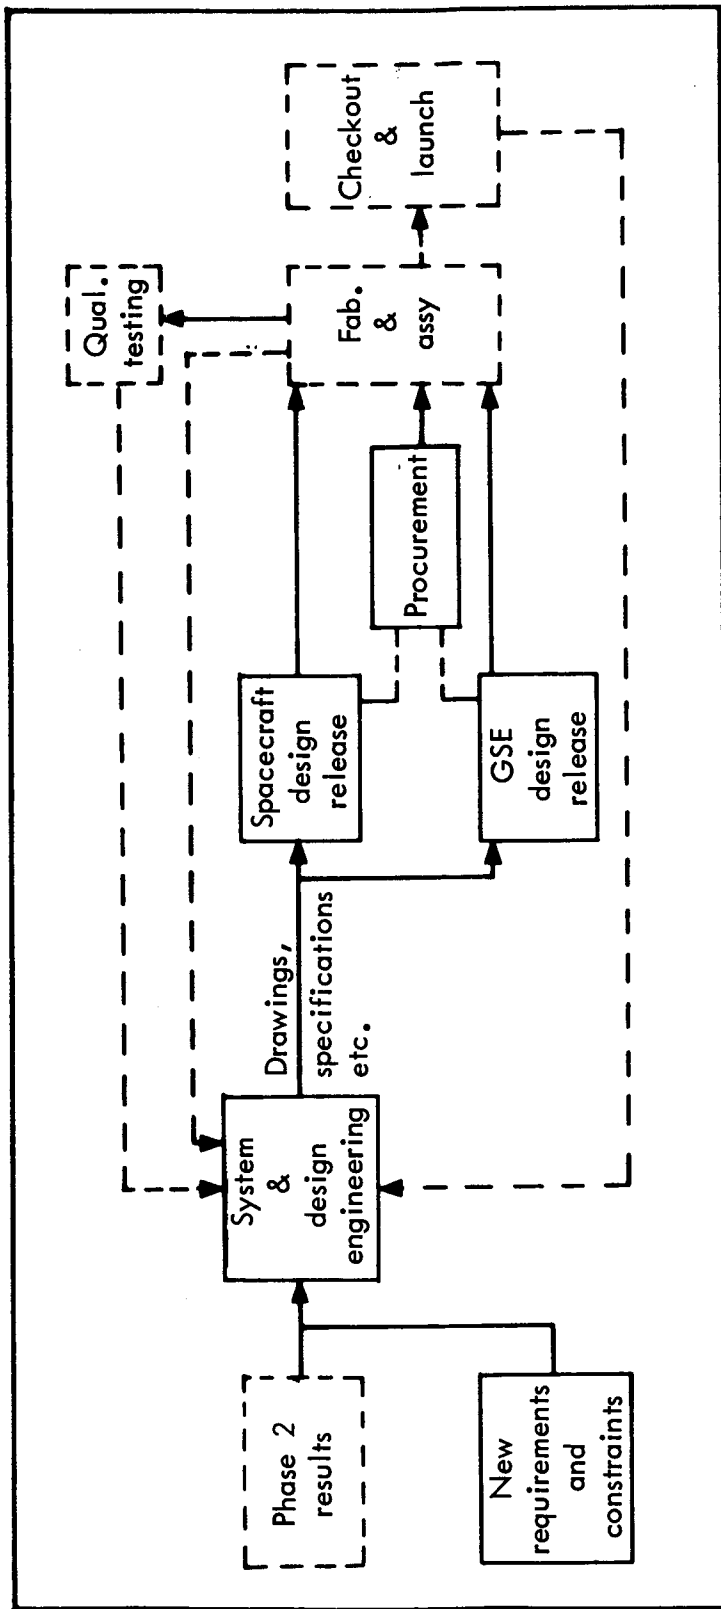 Phase 2
results
New
requirements
and
constraints
System
&
design
engineering
Drawings,
specifications
etc.
Spacecraft
design
release
GSE
design
release
Procurement
Qual.
testing
Fab.
&
assy
Checkout
&
launch